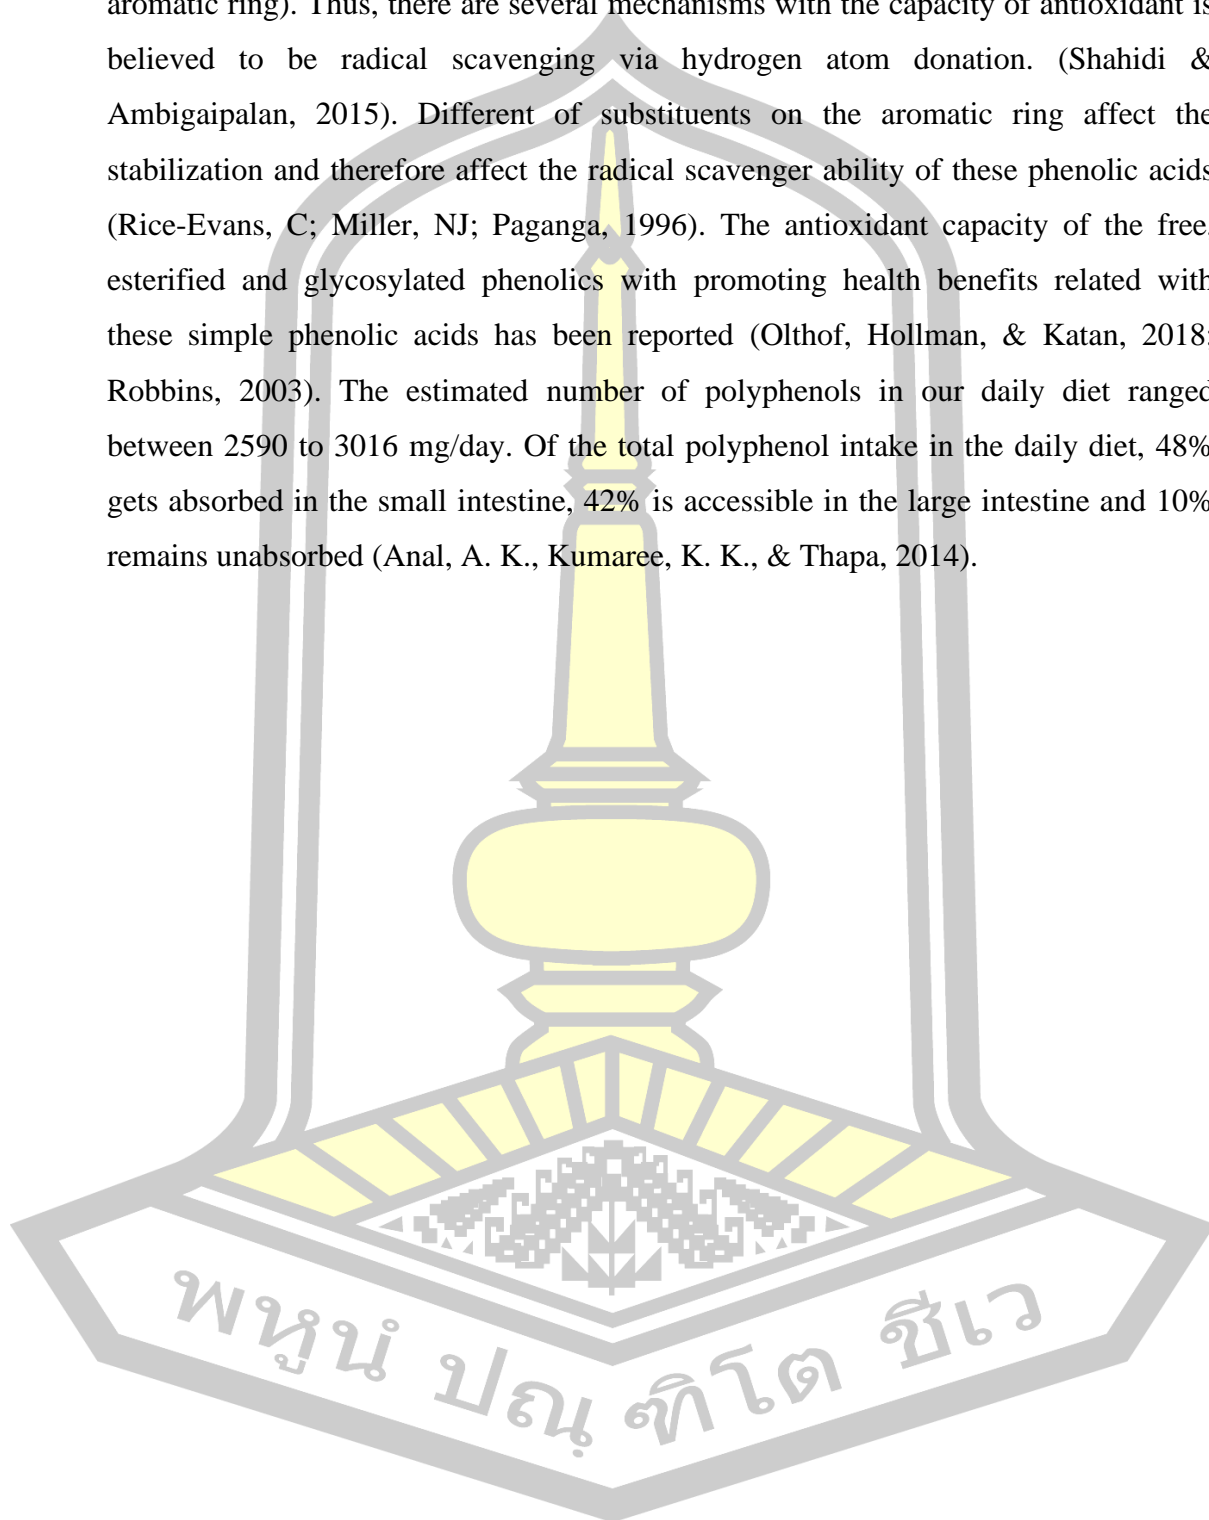 aromatic ring). Thus, there are several mechanisms with the capacity of antioxidant is
believed to be radical scavenging via hydrogen atom donation. (Shahidi &
Ambigaipalan, 2015). Different of substituents on the aromatic ring affect the
stabilization and therefore affect the radical scavenger ability of these phenolic acids
(Rice-Evans, C; Miller, NJ; Paganga, 1996). The antioxidant capacity of the free,
esterified and glycosylated phenolics with promoting health benefits related with
these simple phenolic acids has been reported (Olthof, Hollman, & Katan, 2018;
Robbins, 2003). The estimated number of polyphenols in our daily diet ranged
between 2590 to 3016 mg/day. Of the total polyphenol intake in the daily diet, 48%
gets absorbed in the small intestine, 42% is accessible in the large intestine and 10%
remains unabsorbed (Anal, A. K., Kumaree, K. K., & Thapa, 2014).
พหูนํ ปณฺ ฑิโต ชีเว